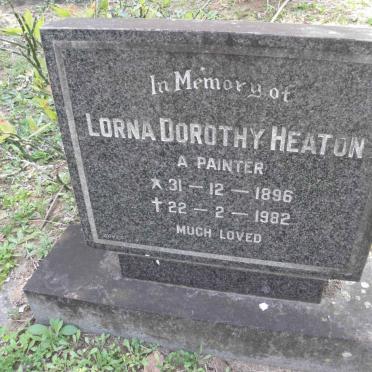 In Memory of
LORNA DOROTHY HEATON
A PAINTER
☆ 31 - 12 - 1896
✝ 22 - 2 - 1982
MUCH LOVED